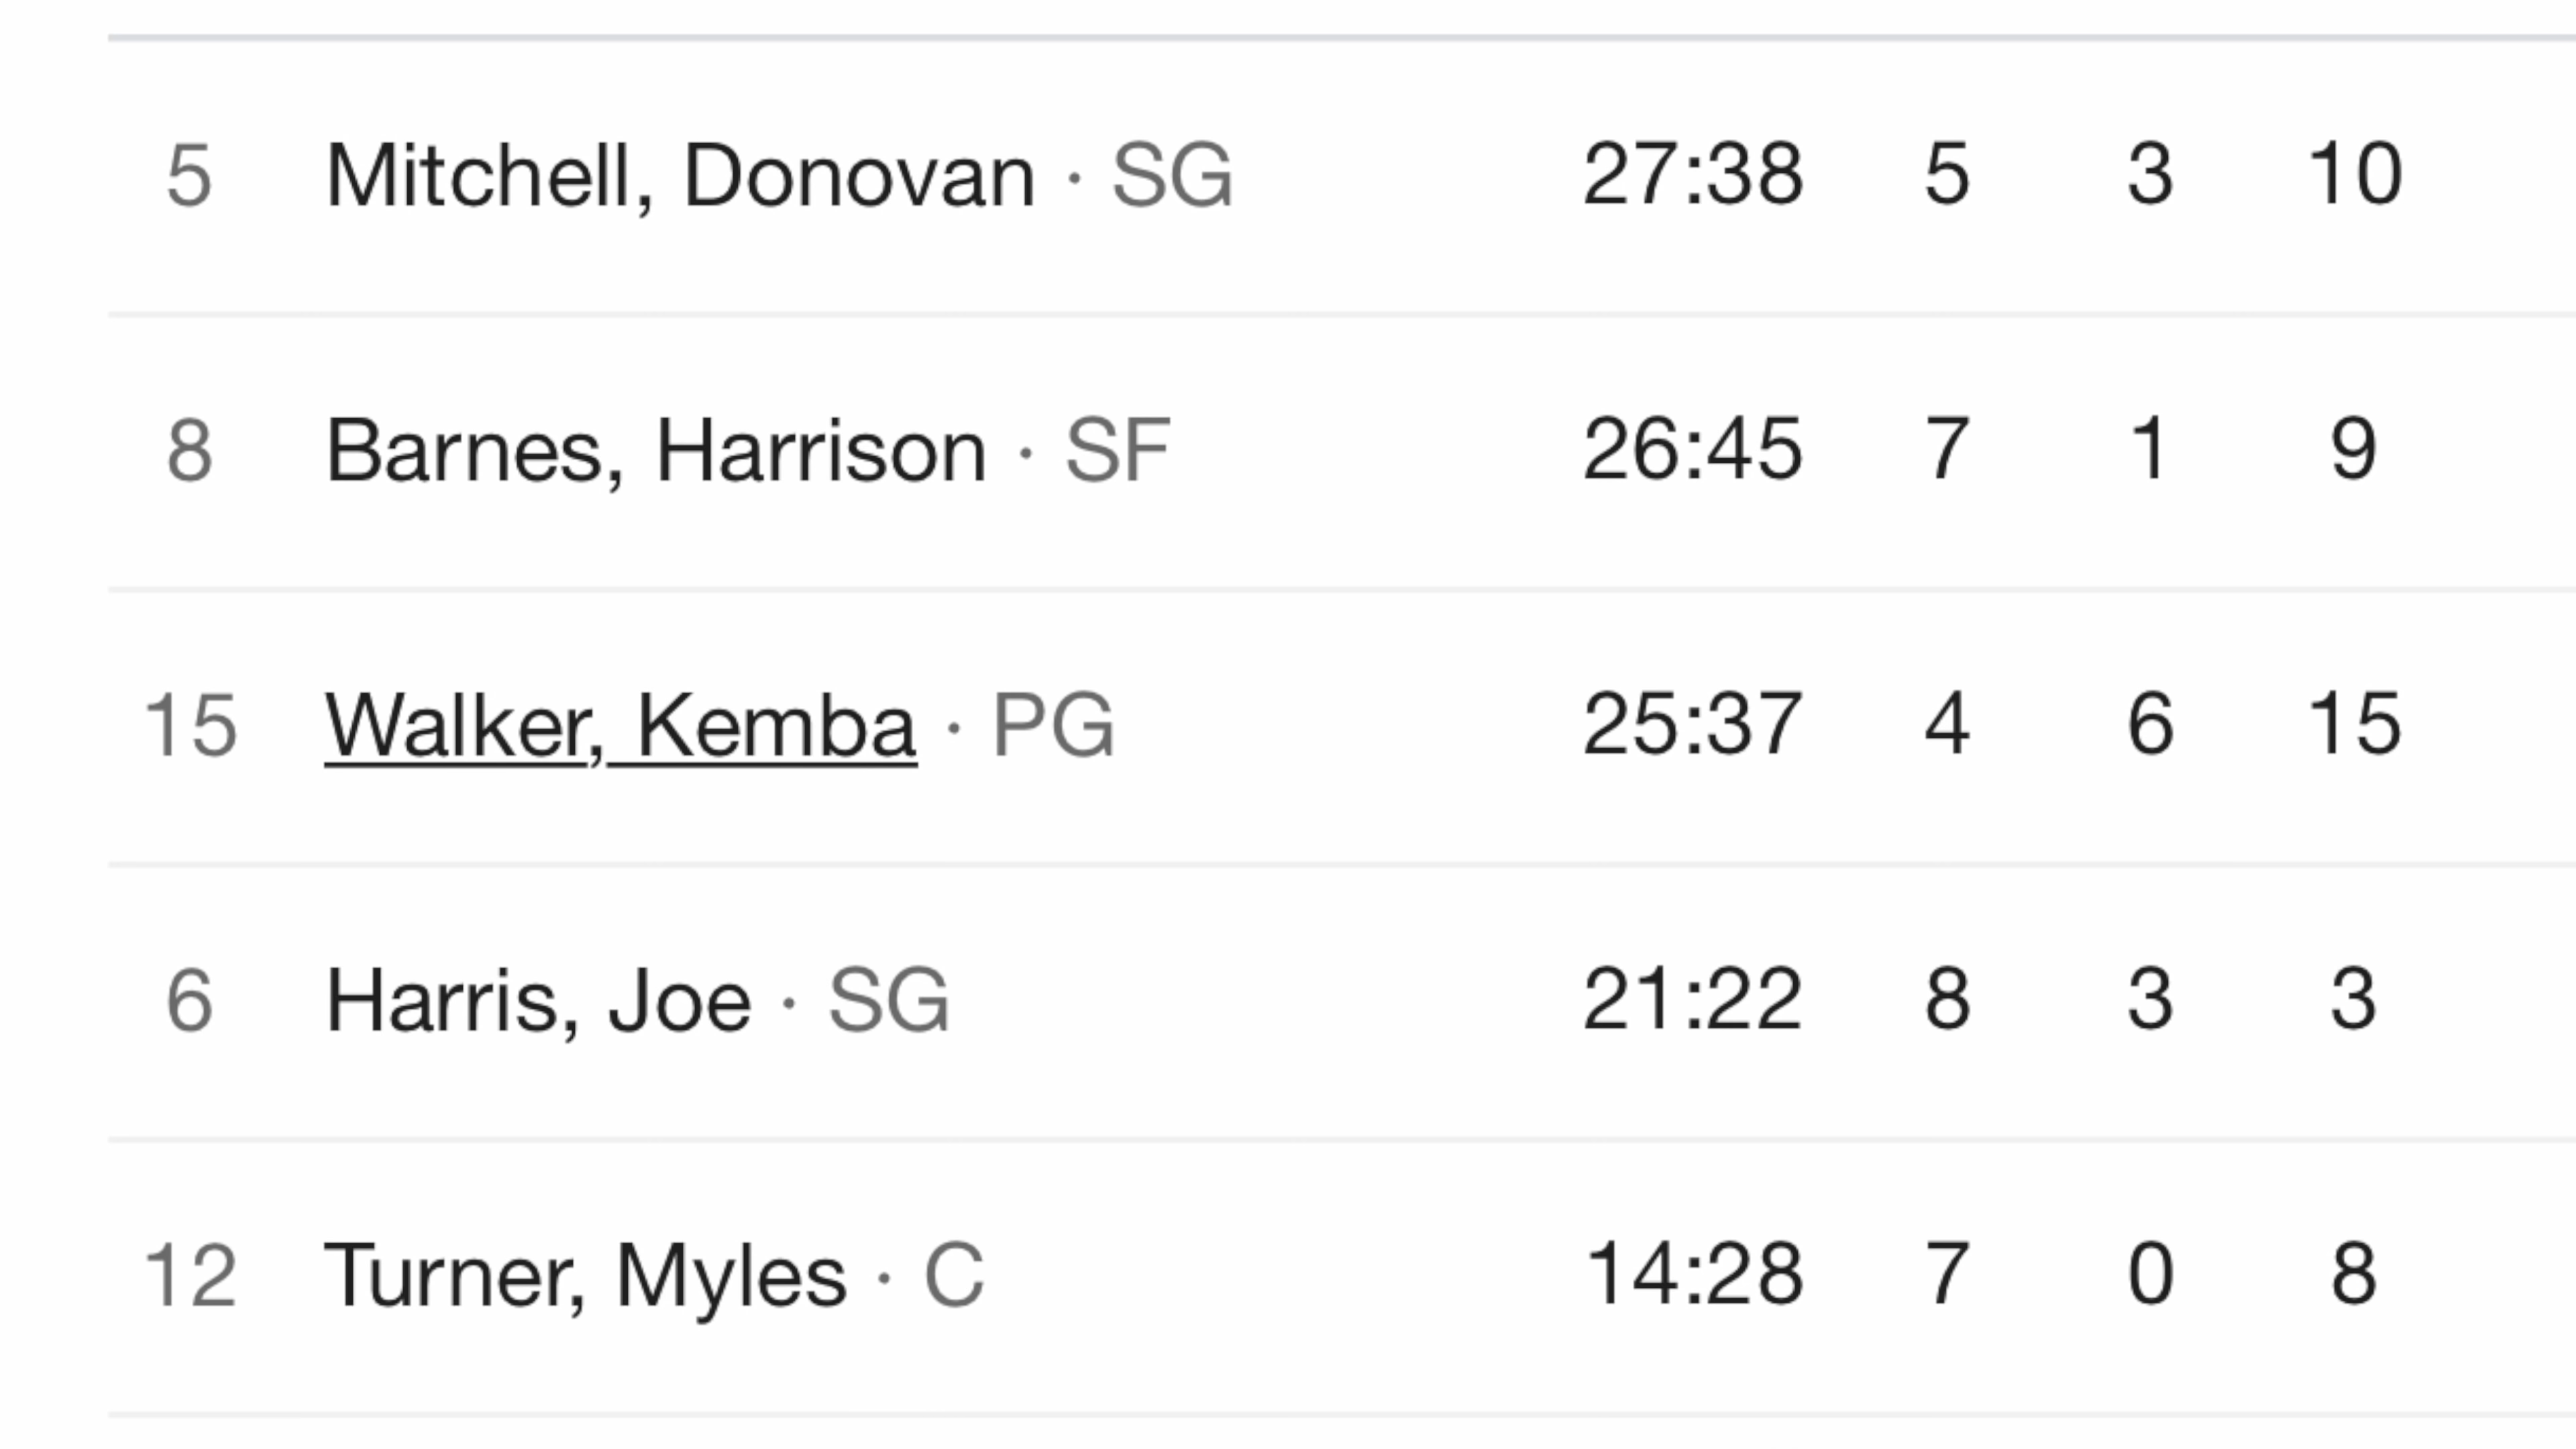 5 Mitchell, Donovan · SG 27:38 5 3 10
8 Barnes, Harrison · SF 26:45 7 1 9
15 Walker, Kemba · PG 25:37 4 6 15
6 Harris, Joe · SG 21:22 8 3 3
12 Turner, Myles · C 14:28 7 0 8